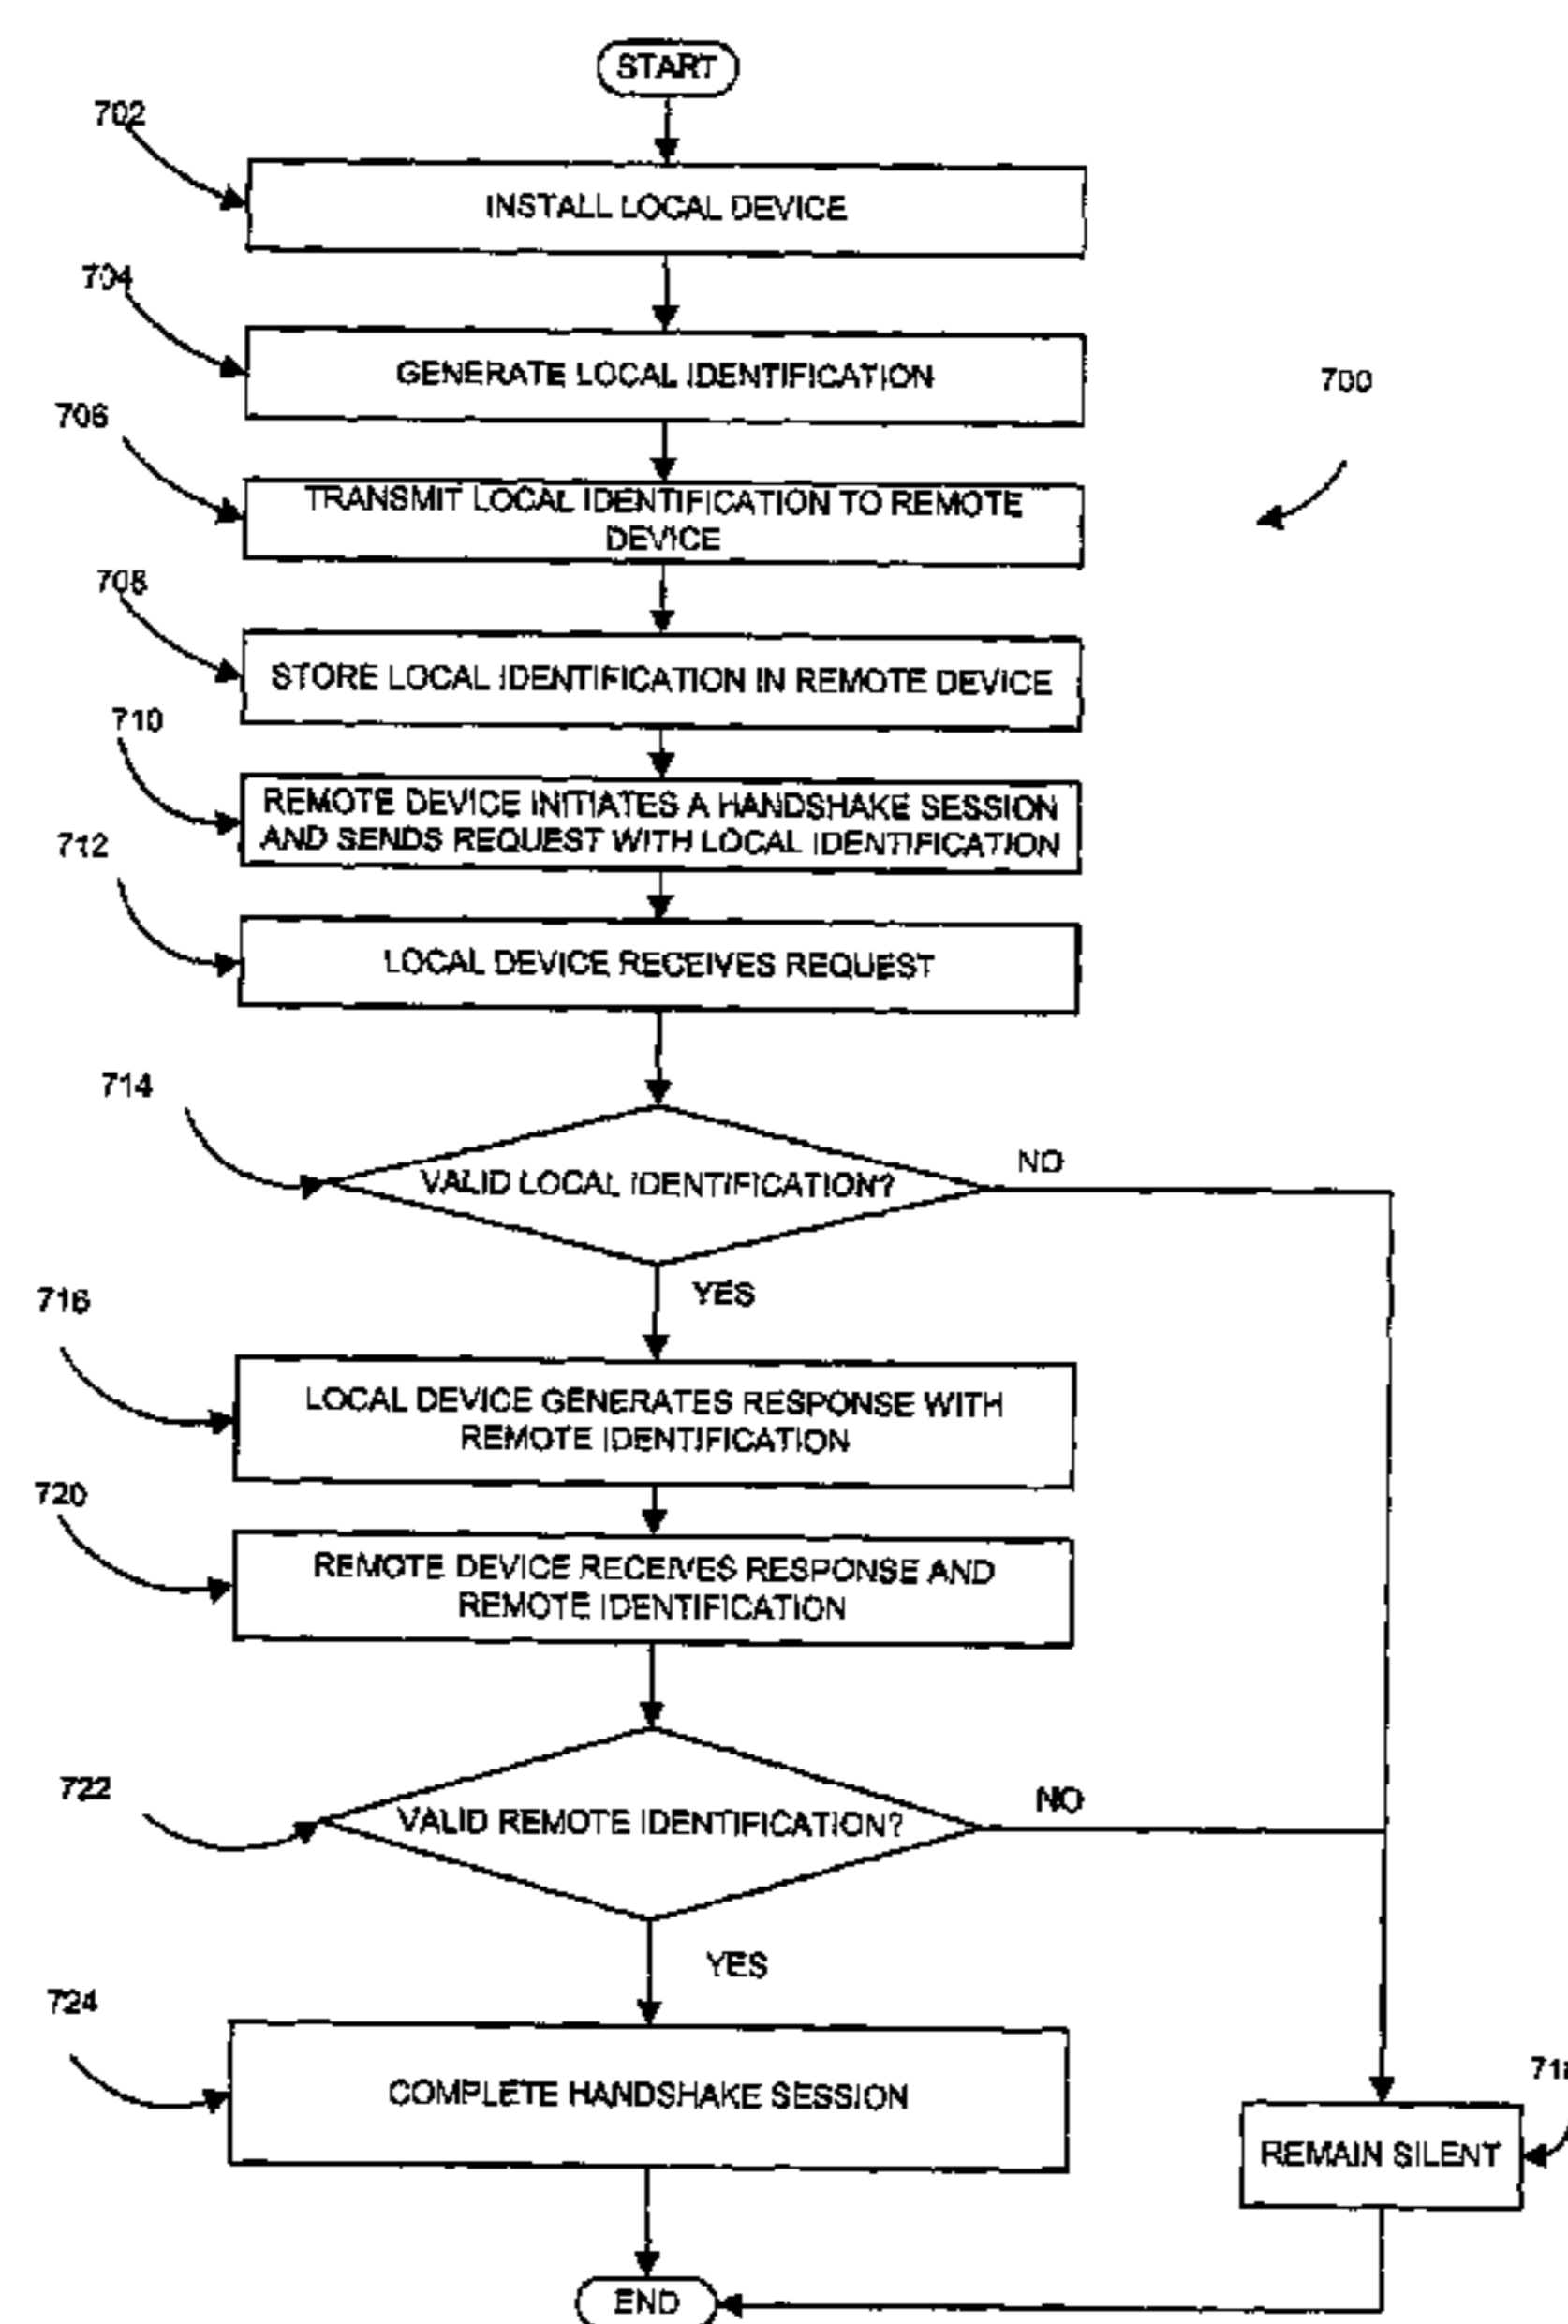 START
702
INSTALL LOCAL DEVICE
704
GENERATE LOCAL IDENTIFICATION
700
706
TRANSMIT LOCAL IDENTIFICATION TO REMOTE
DEVICE
708
STORE LOCAL IDENTIFICATION IN REMOTE DEVICE
710
REMOTE DEVICE INITIATES A HANDSHAKE SESSION
AND SENDS REQUEST WITH LOCAL IDENTIFICATION
712
LOCAL DEVICE RECEIVES REQUEST
714
VALID LOCAL IDENTIFICATION?
NO
YES
716
LOCAL DEVICE GENERATES RESPONSE WITH
REMOTE IDENTIFICATION
720
REMOTE DEVICE RECEIVES RESPONSE AND
REMOTE IDENTIFICATION
722
VALID REMOTE IDENTIFICATION?
NO
YES
724
COMPLETE HANDSHAKE SESSION
REMAIN SILENT
END